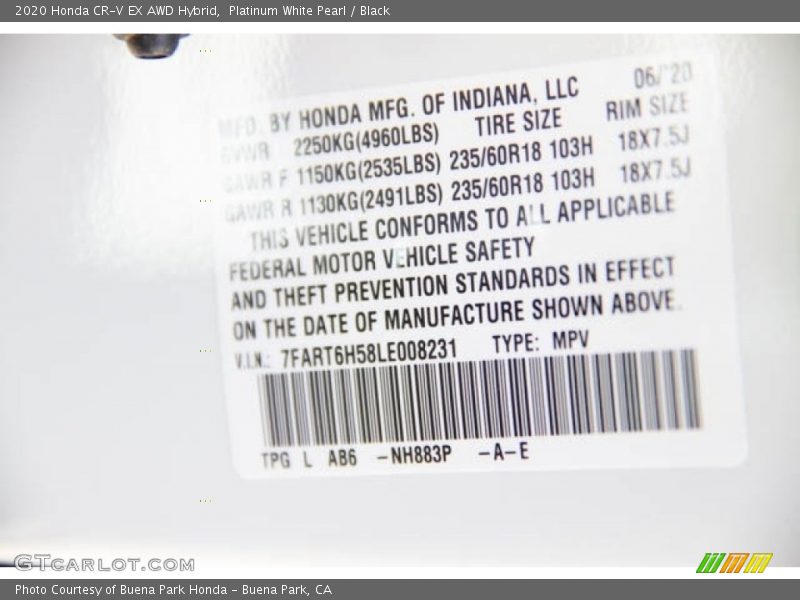 2020 Honda CR-V EX AWD Hybrid, Platinum White Pearl / Black
MFD. BY HONDA MFG. OF INDIANA, LLC 06/'20
GVWR 2250KG(4960LBS) TIRE SIZE RIM SIZE
GAWR F 1150KG(2535LBS) 235/60R18 103H 18X7.5J
GAWR R 1130KG(2491LBS) 235/60R18 103H 18X7.5J
THIS VEHICLE CONFORMS TO ALL APPLICABLE
FEDERAL MOTOR VEHICLE SAFETY
AND THEFT PREVENTION STANDARDS IN EFFECT
ON THE DATE OF MANUFACTURE SHOWN ABOVE.
V.I.N.: 7FART6H58LE008231 TYPE: MPV
TPG L AB6 -NH883P -A-E
GTCARLOT.COM
Photo Courtesy of Buena Park Honda - Buena Park, CA